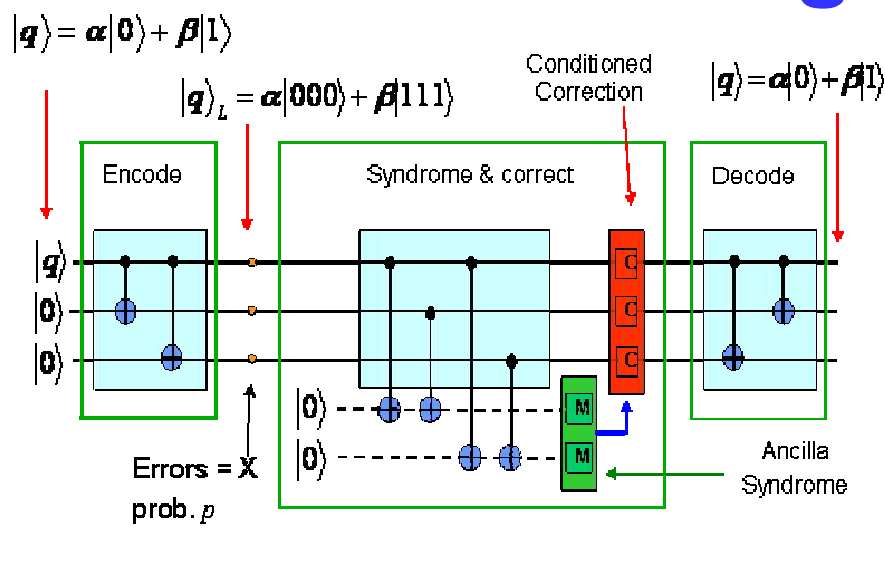 |q⟩ = α|0⟩ + β|1⟩
|q⟩L = α|000⟩ + β|111⟩
Conditioned
Correction
|q⟩=α|0⟩+β|1⟩
Encode
Syndrome & correct
Decode
|q⟩
|0⟩
|0⟩
C
C
C
|0⟩
M
|0⟩
M
Errors = X
prob. p
Ancilla
Syndrome